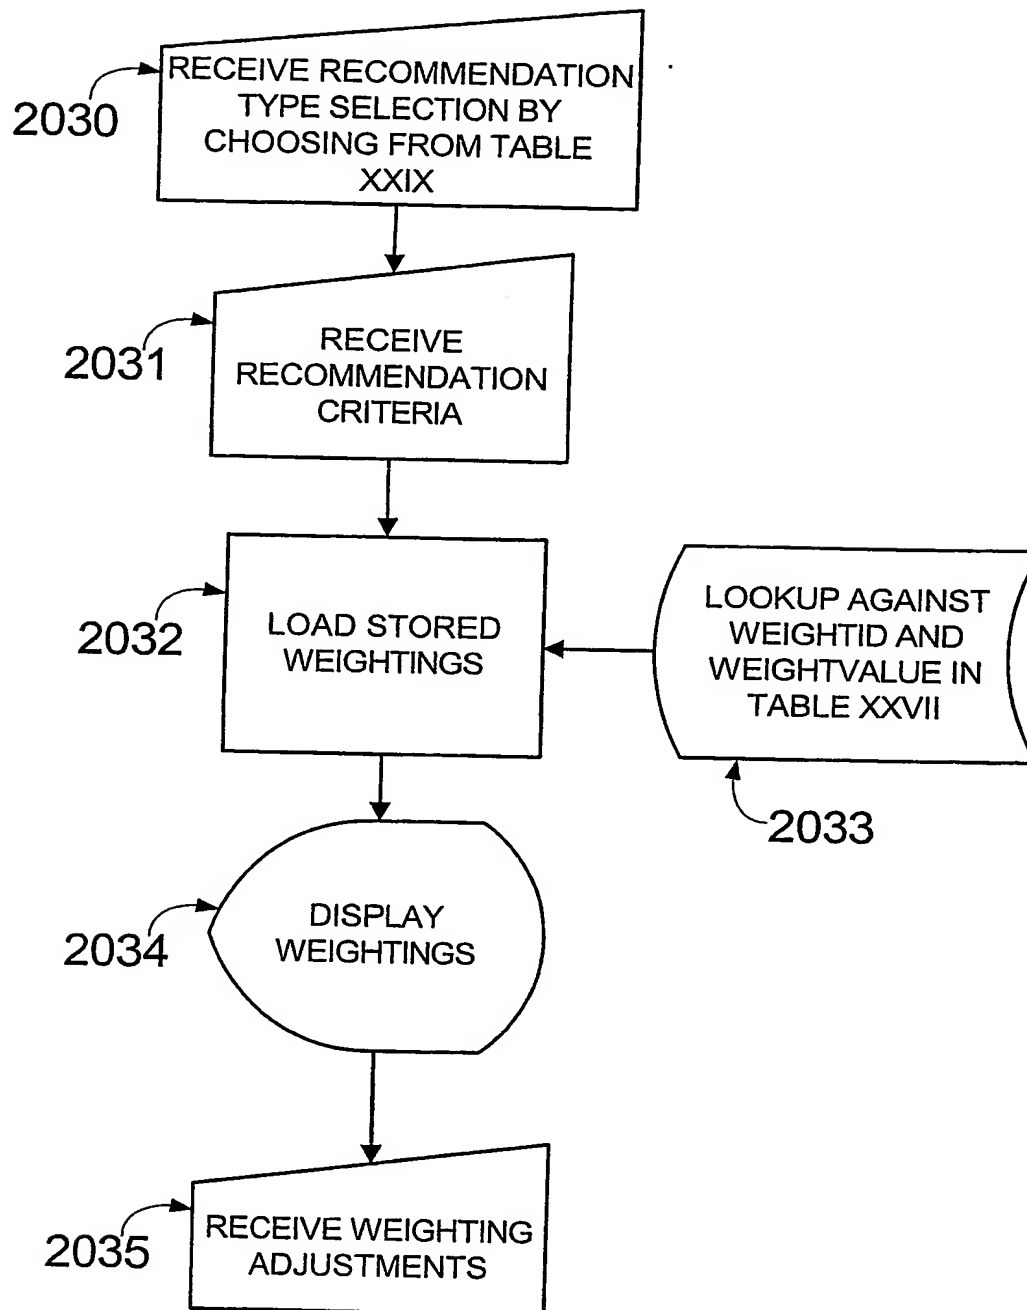 RECEIVE RECOMMENDATION
TYPE SELECTION BY
CHOOSING FROM TABLE
XXIX
2030
RECEIVE
RECOMMENDATION
CRITERIA
2031
LOAD STORED
WEIGHTINGS
2032
LOOKUP AGAINST
WEIGHTID AND
WEIGHTVALUE IN
TABLE XXVII
2033
DISPLAY
WEIGHTINGS
2034
RECEIVE WEIGHTING
ADJUSTMENTS
2035